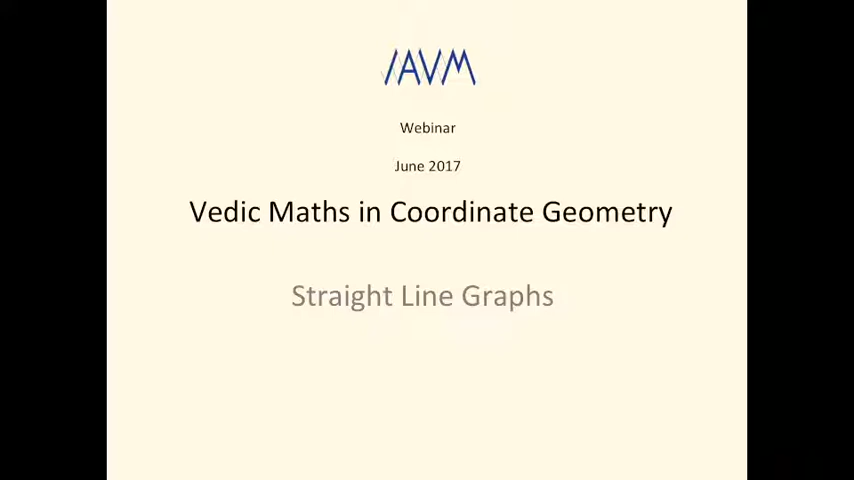 IAVM
Webinar
June 2017
Vedic Maths in Coordinate Geometry
Straight Line Graphs